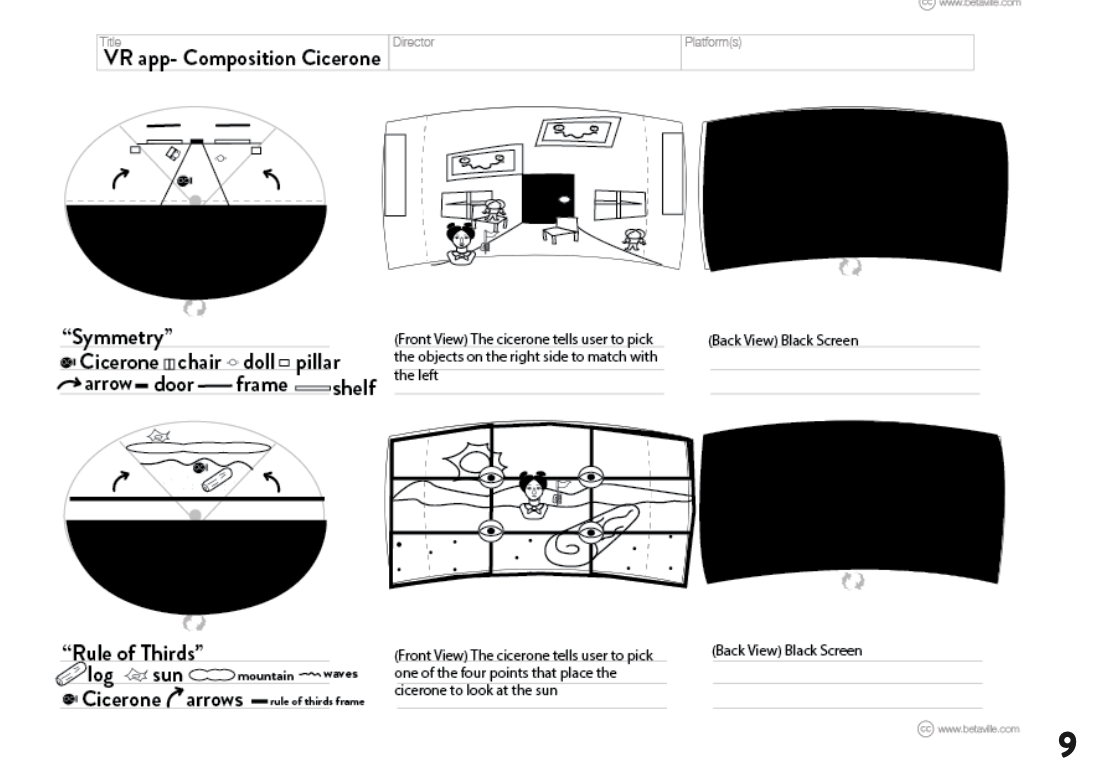 www.betaville.com
Title
VR app- Composition Cicerone
Director
Platform(s)
“Symmetry”
Cicerone chair doll pillar
arrow door frame shelf
(Front View) The cicerone tells user to pick
the objects on the right side to match with
the left
(Back View) Black Screen
“Rule of Thirds”
log sun mountain waves
Cicerone arrows rule of thirds frame
(Front View) The cicerone tells user to pick
one of the four points that place the
cicerone to look at the sun
(Back View) Black Screen
cc www.betaville.com
9